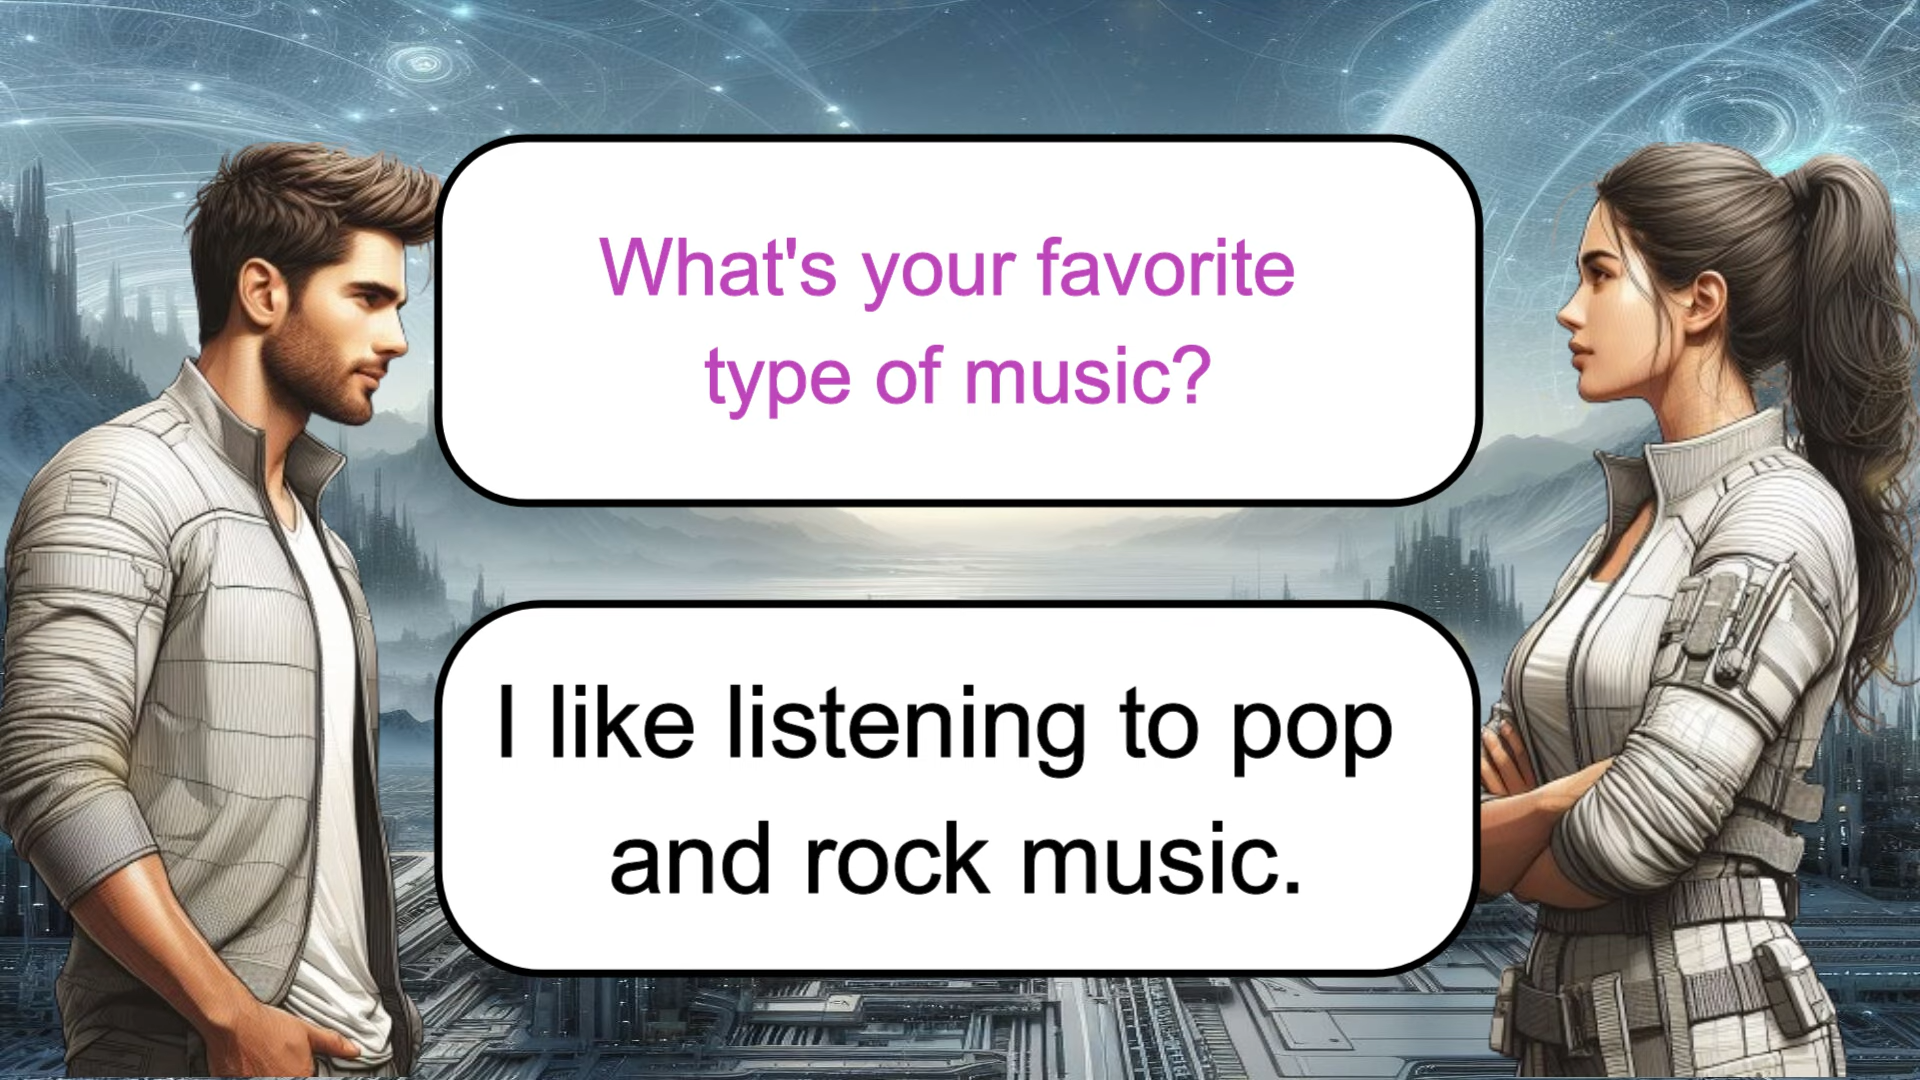 What's your favorite
type of music?
I like listening to pop
and rock music.